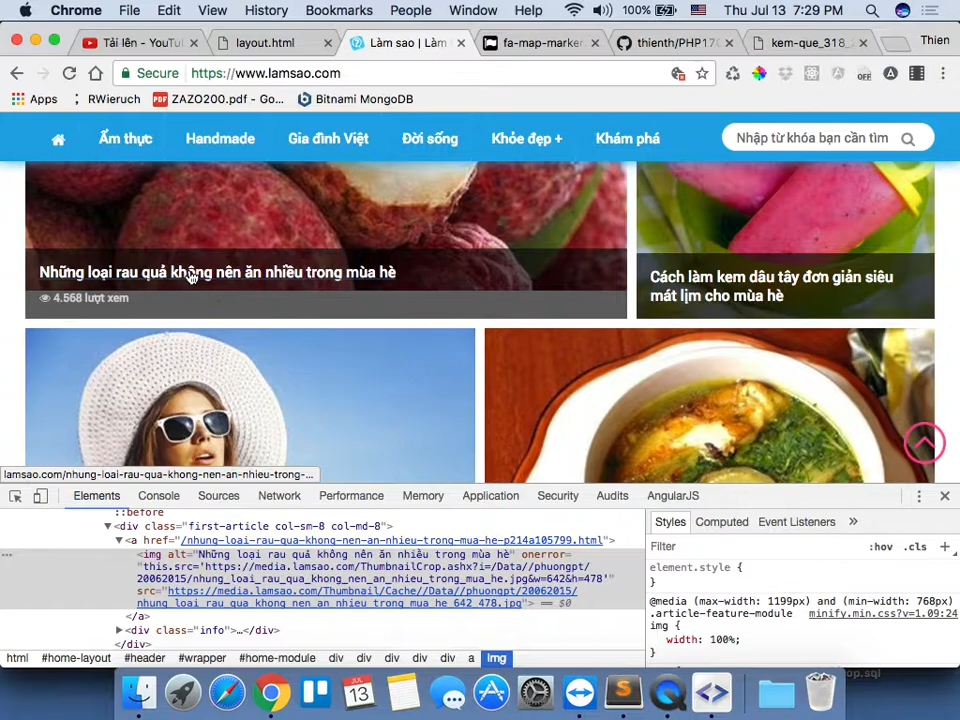 Chrome File Edit View History Bookmarks People Window Help 100% Thu Jul 13 7:29 PM
Tải lên - YouTu layout.html Làm sao | Làm fa-map-marker thienth/PHP17 kem-que_318_ Thien
Secure https://www.lamsao.com OFF
Apps RWieruch ZAZO200.pdf - Go... Bitnami MongoDB
Ẩm thực Handmade Gia đình Việt Đời sống Khỏe đẹp + Khám phá Nhập từ khóa bạn cần tìm
Những loại rau quả không nên ăn nhiều trong mùa hè
4.568 lượt xem
Cách làm kem dâu tây đơn giản siêu
mát lịm cho mùa hè
lamsao.com/nhung-loai-rau-qua-khong-nen-an-nhieu-trong-...
Elements Console Sources Network Performance Memory Application Security Audits AngularJS
::before
▼<div class="first-article col-sm-8 col-md-8">
▼<a href="/nhung-loai-rau-qua-khong-nen-an-nhieu-trong-mua-he-p214a105799.html">
<img alt="Những loại rau quả không nên ăn nhiều trong mùa hè" onerror=
"this.src='https://media.lamsao.com/ThumbnailCrop.ashx?i=/Data//phuongpt/
20062015/nhung_loai_rau_qua_khong_nen_an_nhieu_trong_mua_he.jpg&w=642&h=478'"
src="https://media.lamsao.com/Thumbnail/Cache//Data//phuongpt/20062015/
nhung_loai_rau_qua_khong_nen_an_nhieu_trong_mua_he_642_478.jpg"> == $0
</a>
▶<div class="info">…</div>
</div>
html #home-layout #header #wrapper #home-module div div div div div a img
Styles Computed Event Listeners »
Filter :hov .cls +
element.style {
}
@media (max-width: 1199px) and (min-width: 768px)
.article-feature-module minify.min.css?v=1.09:24
img {
width: 100%;
}
op.sql
JUL
13